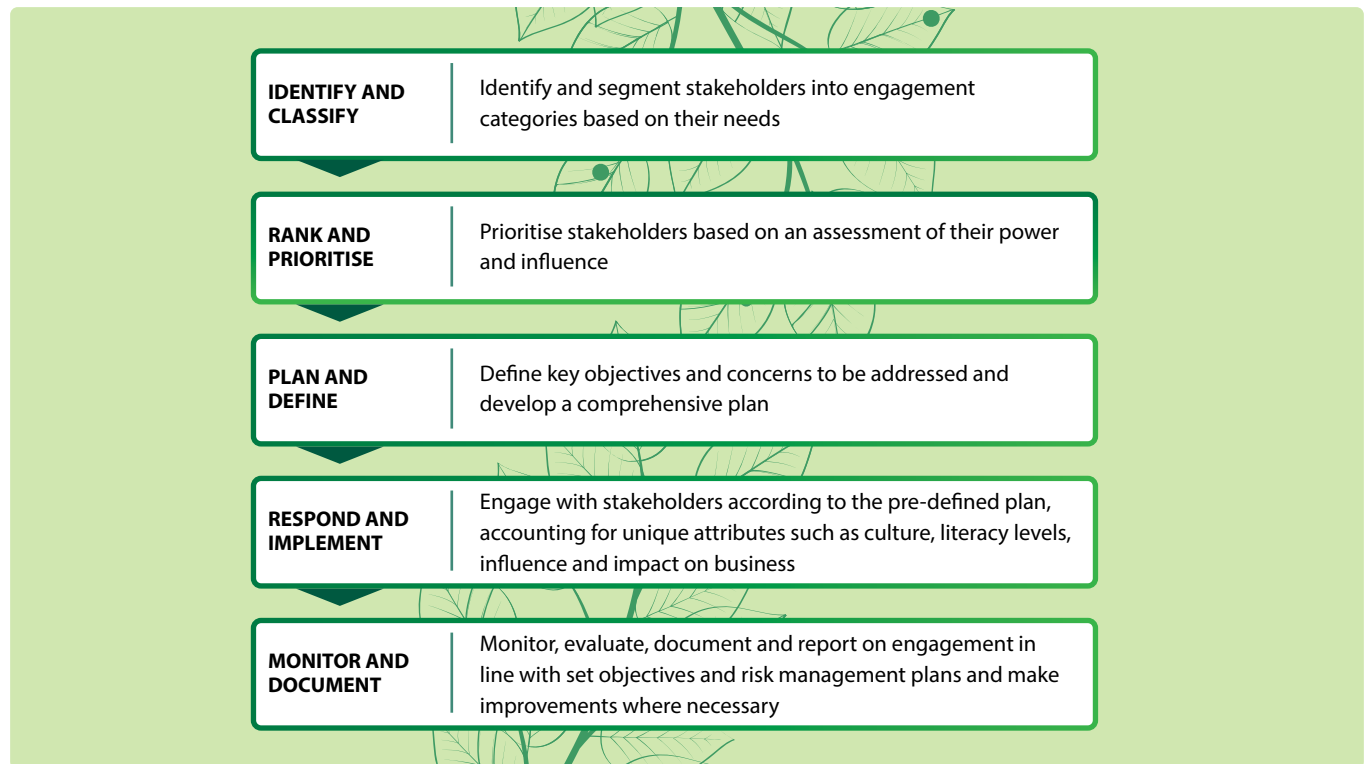 IDENTIFY AND
CLASSIFY
Identify and segment stakeholders into engagement
categories based on their needs
RANK AND
PRIORITISE
Prioritise stakeholders based on an assessment of their power
and influence
PLAN AND
DEFINE
Define key objectives and concerns to be addressed and
develop a comprehensive plan
RESPOND AND
IMPLEMENT
Engage with stakeholders according to the pre-defined plan,
accounting for unique attributes such as culture, literacy levels,
influence and impact on business
MONITOR AND
DOCUMENT
Monitor, evaluate, document and report on engagement in
line with set objectives and risk management plans and make
improvements where necessary